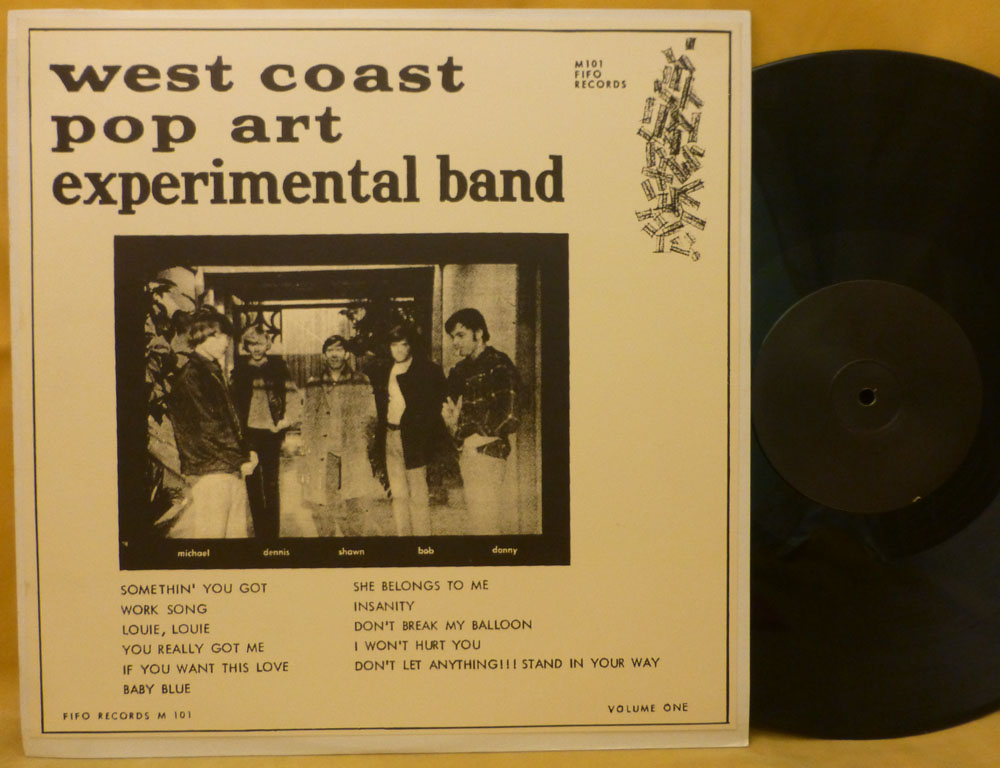 west coast
pop art
experimental band
M101
FIFO
RECORDS
michael dennis shawn bob danny
SOMETHIN' YOU GOT
WORK SONG
LOUIE, LOUIE
YOU REALLY GOT ME
IF YOU WANT THIS LOVE
BABY BLUE
SHE BELONGS TO ME
INSANITY
DON'T BREAK MY BALLOON
I WON'T HURT YOU
DON'T LET ANYTHING!!! STAND IN YOUR WAY
FIFO RECORDS M 101
VOLUME ONE